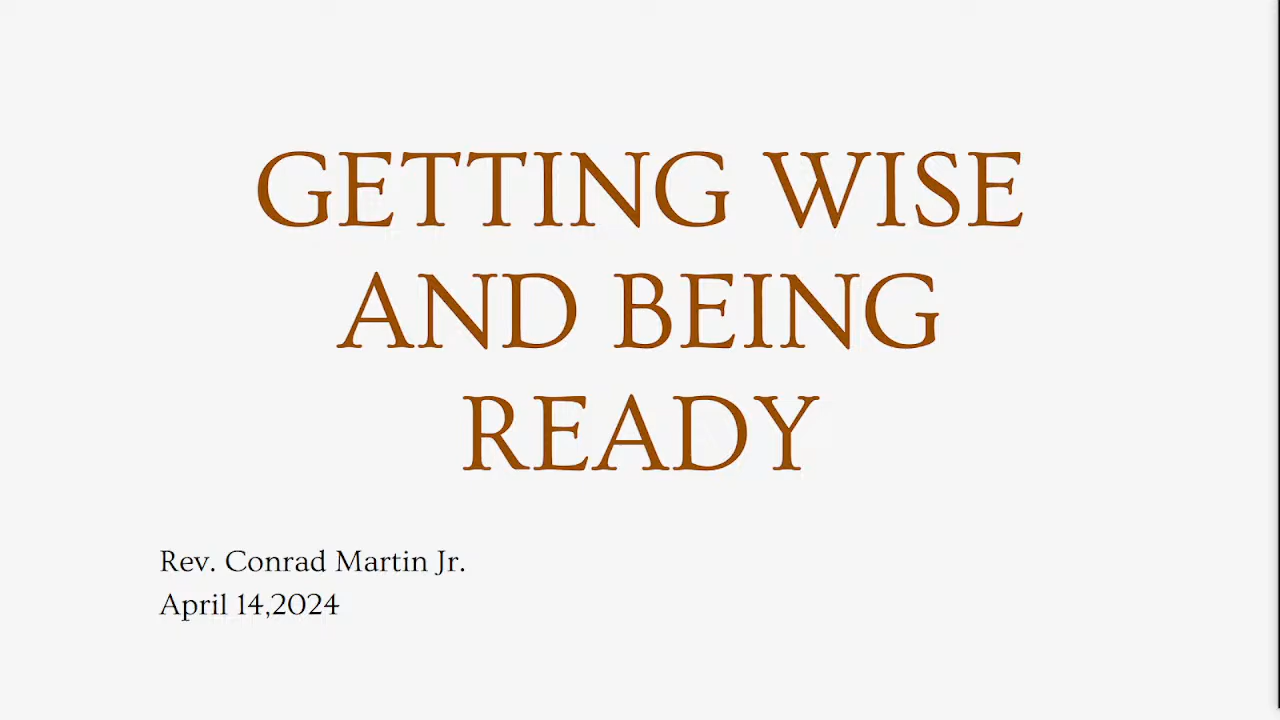 GETTING WISE
AND BEING
READY
Rev. Conrad Martin Jr.
April 14,2024